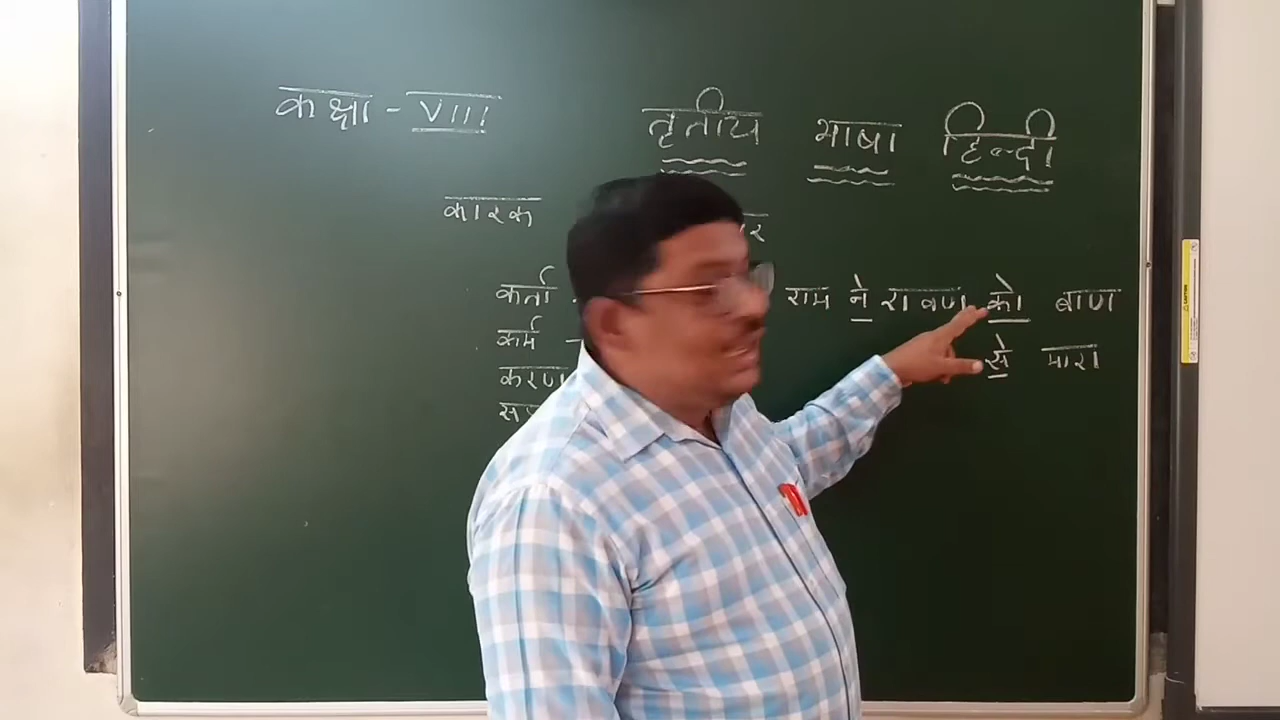 कक्षा - VIII
तृतीय भाषा हिन्दी
कारक
कर्ता - राम ने रावण को बाण
कर्म - से मारा
करण